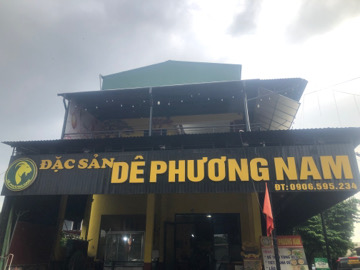 ĐẶC SẢN
DÊ PHƯƠNG NAM
ĐT: 0908.595.234